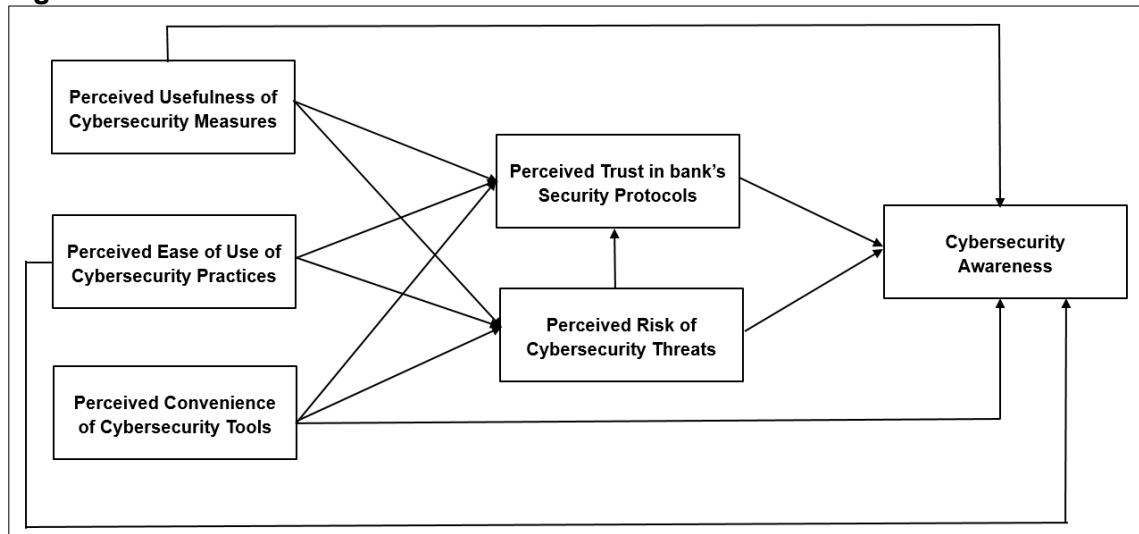 Perceived Usefulness of
Cybersecurity Measures
Perceived Trust in bank’s
Security Protocols
Perceived Ease of Use of
Cybersecurity Practices
Cybersecurity
Awareness
Perceived Risk of
Cybersecurity Threats
Perceived Convenience
of Cybersecurity Tools